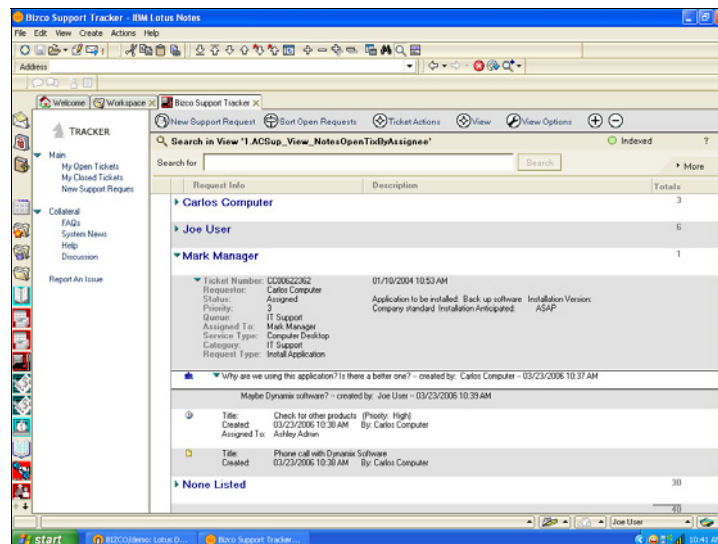 Bizco Support Tracker - IBM Lotus Notes
File Edit View Create Actions Help
Address
Welcome Workspace Bizco Support Tracker
TRACKER
Main
My Open Tickets
My Closed Tickets
New Support Reques
Collateral
FAQs
System News
Help
Discussion
Report An Issue
New Support Request Sort Open Requests Ticket Actions View View Options
Search in View '1.ACSup_View_NotesOpenTixByAssignee' Indexed ?
Search for Search More
Request Info Description Totals
Carlos Computer 3
Joe User 6
Mark Manager 1
Ticket Number: CC00622362 01/10/2004 10:53 AM
Requestor: Carlos Computer
Status: Assigned Application to be installed: Back up software Installation Version:
Priority: 3 Company standard Installation Anticipated: ASAP
Queue: IT Support
Assigned To: Mark Manager
Service Type: Computer Desktop
Category: IT Support
Request Type: Install Application
Why are we using this application? Is there a better one? -- created by: Carlos Computer -- 03/23/2006 10:37 AM
Maybe Dynamix software? -- created by: Joe User -- 03/23/2006 10:39 AM
Title: Check for other products (Priority: High)
Created: 03/23/2006 10:38 AM By: Carlos Computer
Assigned To: Ashley Admin
Title: Phone call with Dynamix Software
Created: 03/23/2006 10:38 AM By: Carlos Computer
None Listed 30
40
Joe User
start BIZCO/demo: Lotus D... Bizco Support Tracker... 10:41 AM